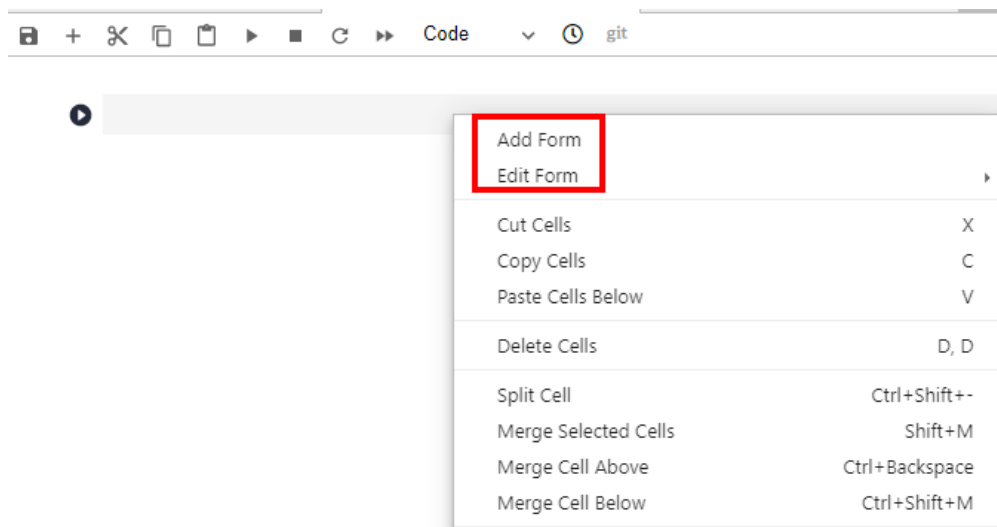 Code git
Add Form
Edit Form
Cut Cells X
Copy Cells C
Paste Cells Below V
Delete Cells D, D
Split Cell Ctrl+Shift+-
Merge Selected Cells Shift+M
Merge Cell Above Ctrl+Backspace
Merge Cell Below Ctrl+Shift+M